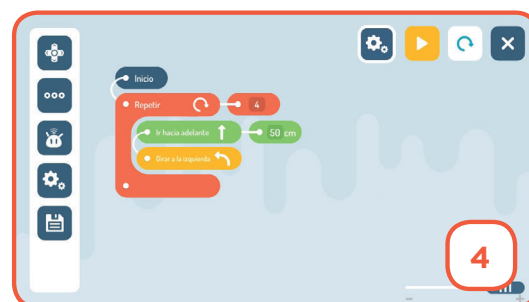 Inicio
Repetir 4
Ir hacia adelante 50 cm
Girar a la izquierda
4